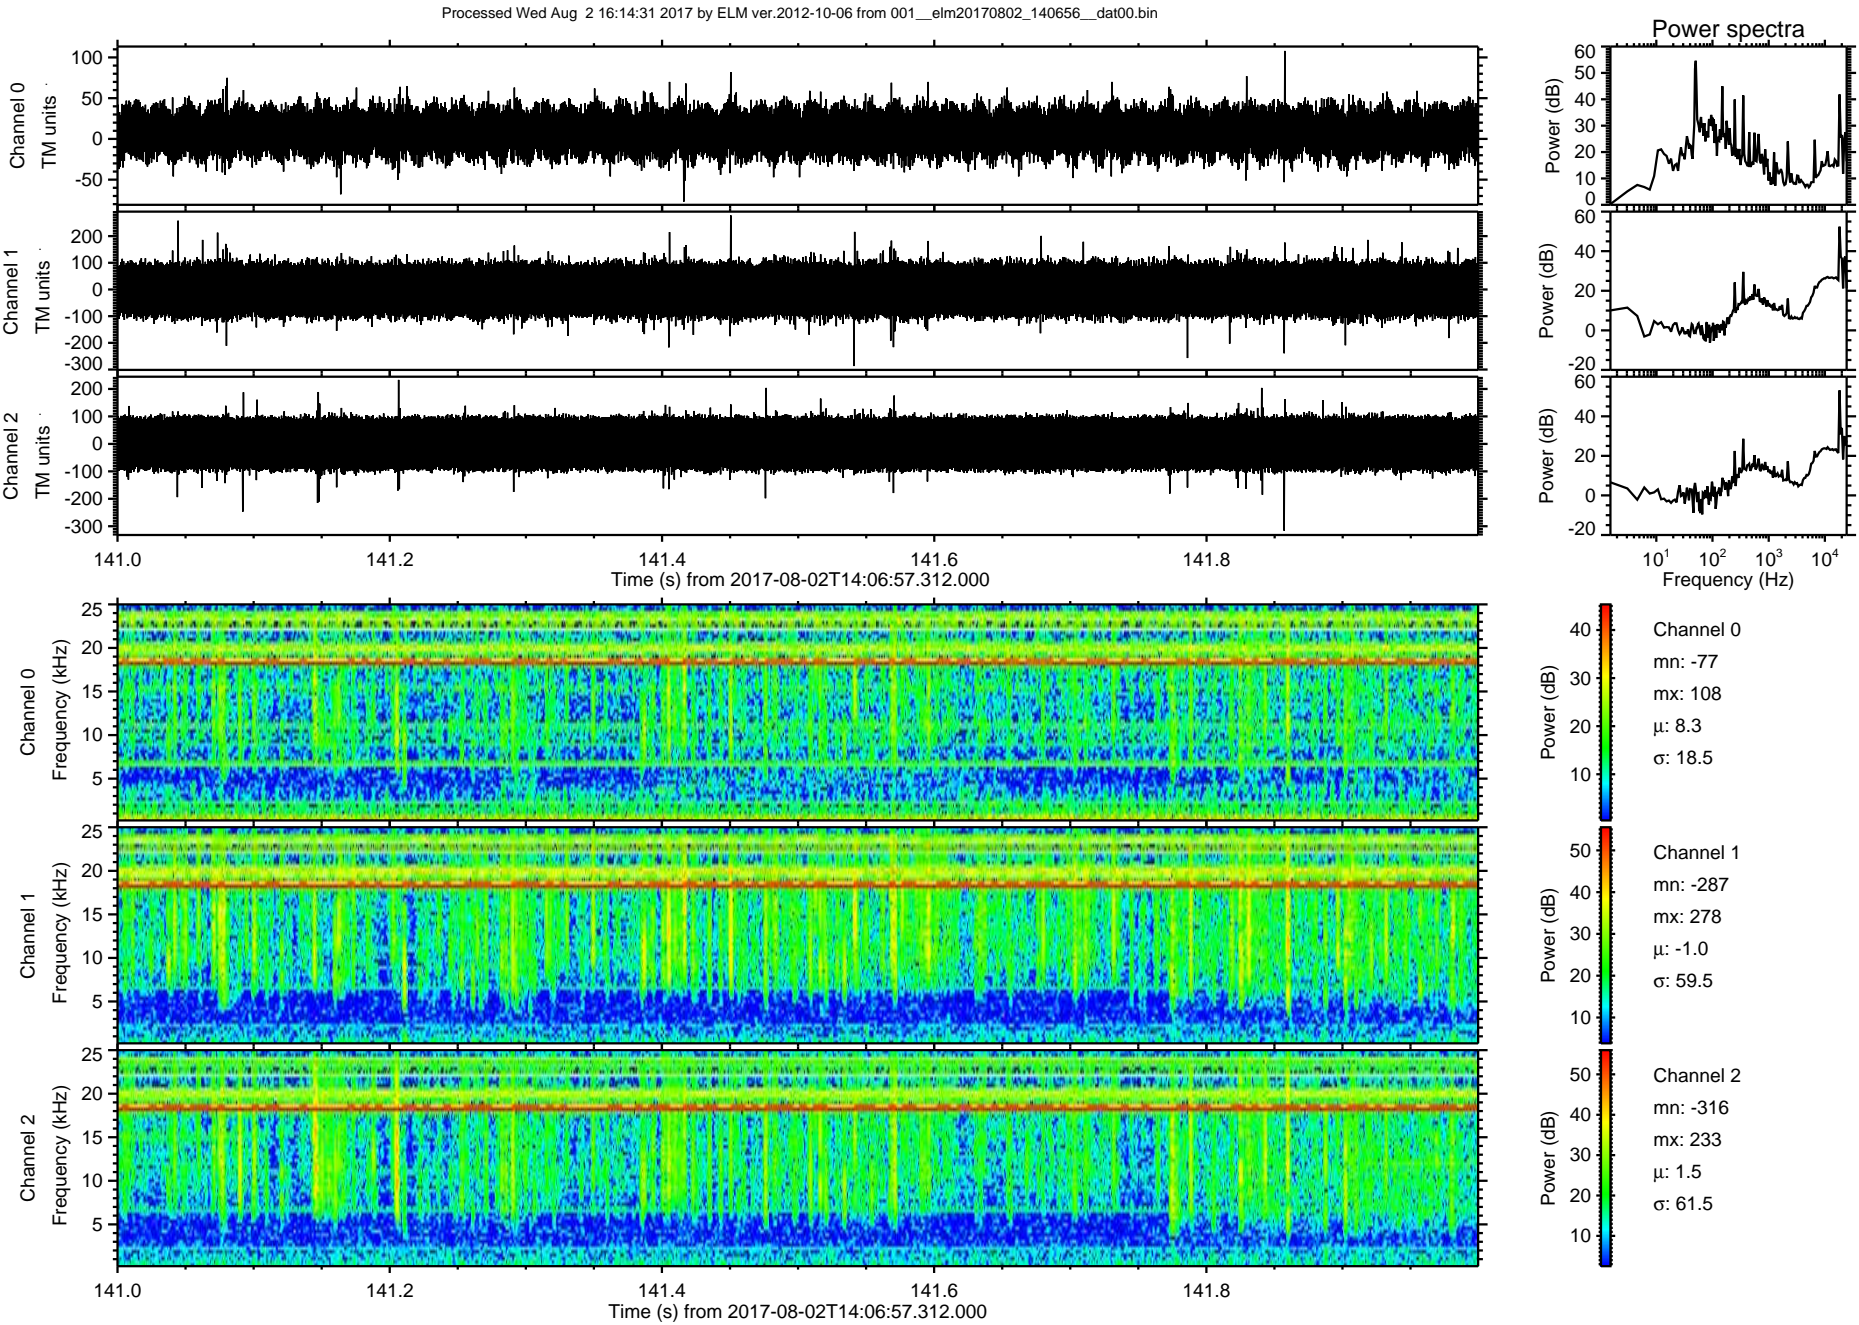 Processed Wed Aug  2 16:14:31 2017 by ELM ver.2012-10-06 from 001__elm20170802_140656__dat00.bin
Power spectra
Channel 0
TM units
100
50
0
-50
Power (dB)
60
50
40
30
20
10
0
Channel 1
TM units
200
100
0
-100
-200
-300
Power (dB)
60
40
20
0
-20
Channel 2
TM units
200
100
0
-100
-200
-300
Power (dB)
60
40
20
0
-20
141.0 141.2 141.4 141.6 141.8
Time (s) from 2017-08-02T14:06:57.312.000
10^1 10^2 10^3 10^4
Frequency (Hz)
Channel 0
Frequency (kHz)
25
20
15
10
5
Power (dB)
40
30
20
10
Channel 0
mn: -77
mx: 108
μ: 8.3
σ: 18.5
Channel 1
Frequency (kHz)
25
20
15
10
5
Power (dB)
50
40
30
20
10
Channel 1
mn: -287
mx: 278
μ: -1.0
σ: 59.5
Channel 2
Frequency (kHz)
25
20
15
10
5
Power (dB)
50
40
30
20
10
Channel 2
mn: -316
mx: 233
μ: 1.5
σ: 61.5
141.0 141.2 141.4 141.6 141.8
Time (s) from 2017-08-02T14:06:57.312.000